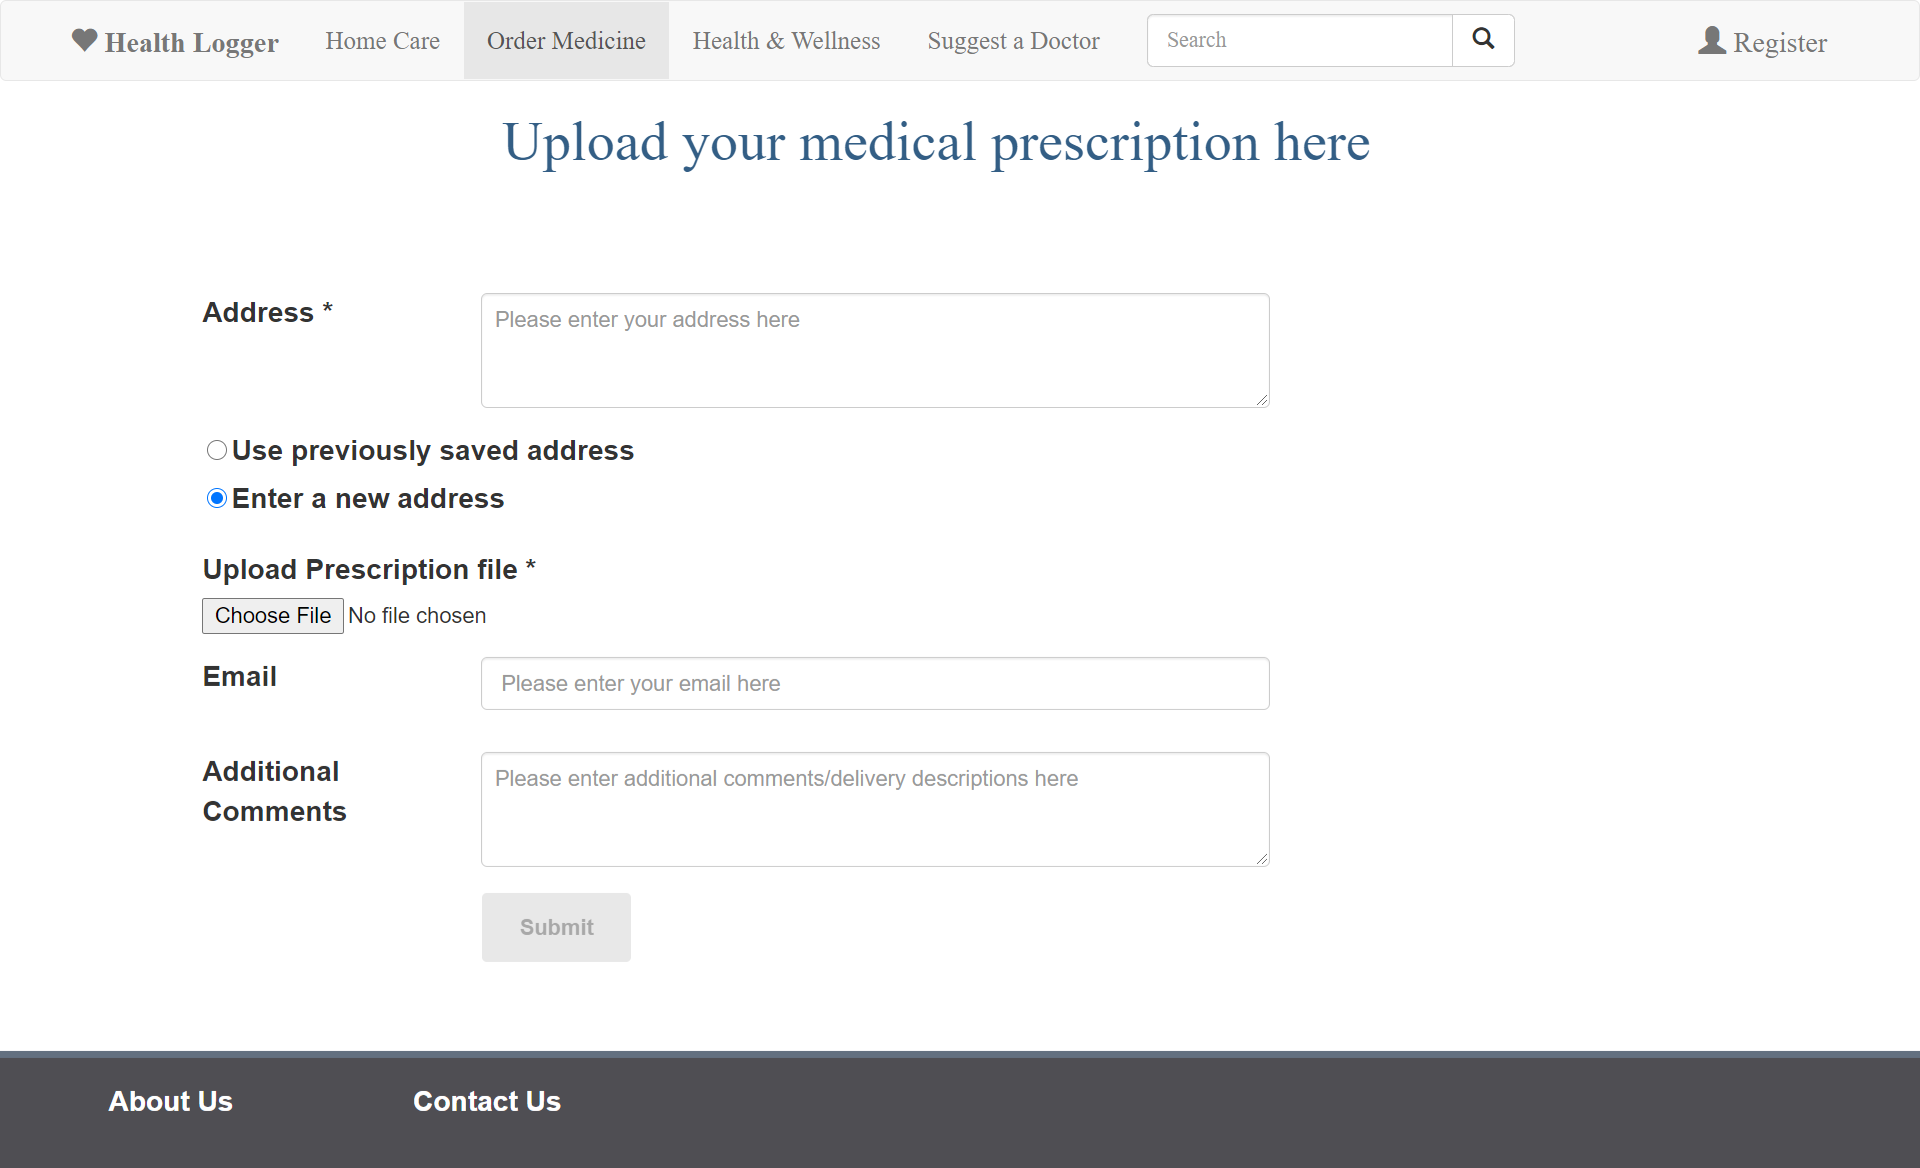 Health Logger Home Care Order Medicine Health & Wellness Suggest a Doctor Search Register
Upload your medical prescription here
Address * Please enter your address here
Use previously saved address
Enter a new address
Upload Prescription file *
Choose File No file chosen
Email Please enter your email here
Additional Comments
Please enter additional comments/delivery descriptions here
Submit
About Us Contact Us